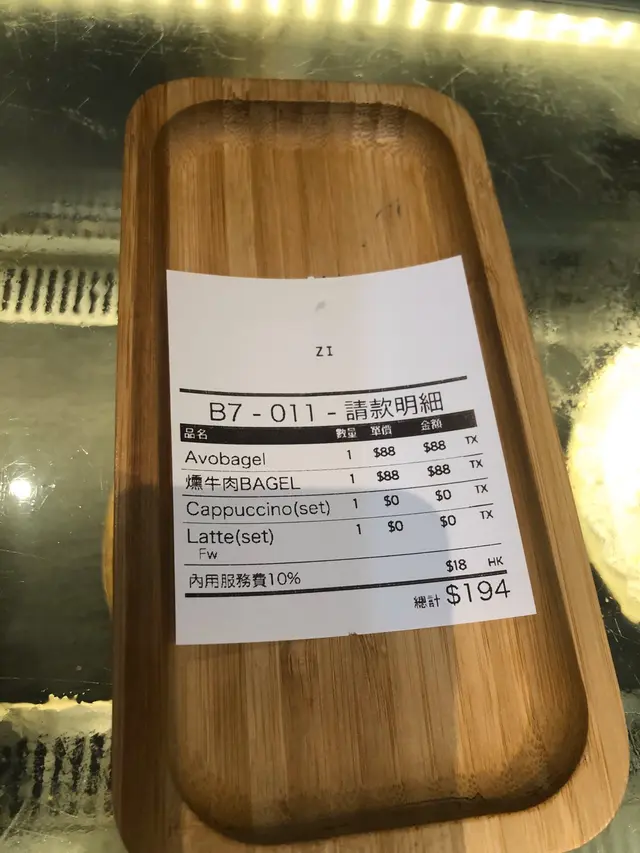 ZI
B7 - 011 - 請款明細
品名 數量 單價 金額
Avobagel 1 $88 $88 TX
燻牛肉BAGEL 1 $88 $88 TX
Cappuccino(set) 1 $0 $0 TX
Latte(set) 1 $0 $0 TX
Fw
內用服務費10% $18 HK
總計 $194